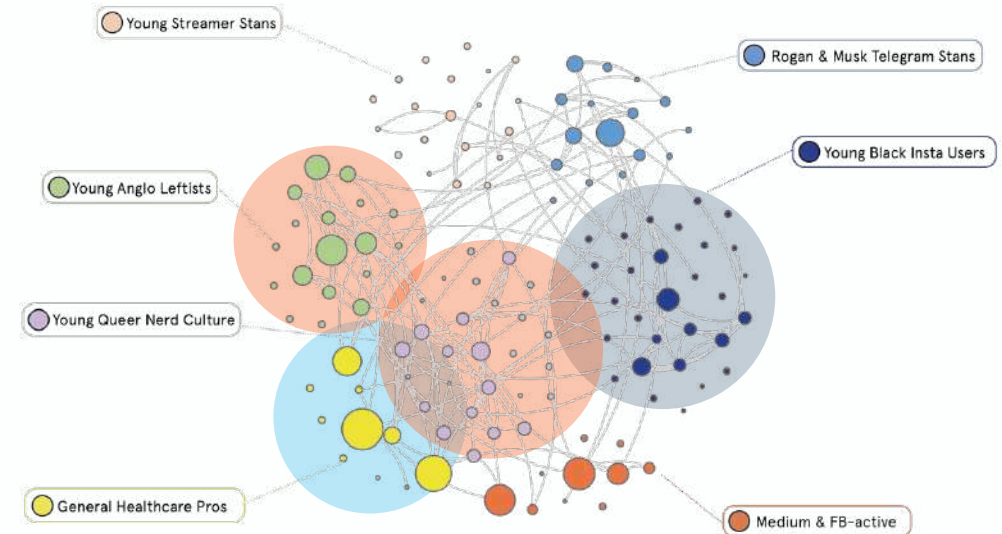 Young Streamer Stans
Rogan & Musk Telegram Stans
Young Black Insta Users
Young Anglo Leftists
Young Queer Nerd Culture
General Healthcare Pros
Medium & FB-active